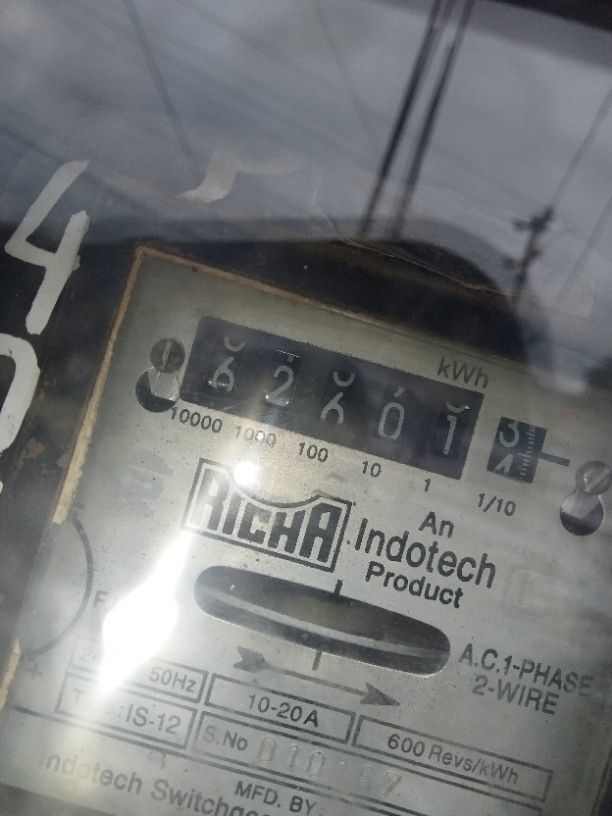 4
kWh
6 2 6 0 1 3
4
10000 1000 100 10 1 1/10
RICHA
An
Indotech
Product
A.C.1-PHASE
2-WIRE
50Hz
10-20A
600 Revs/kWh
IS-12
S.No
MFD. BY
Indotech